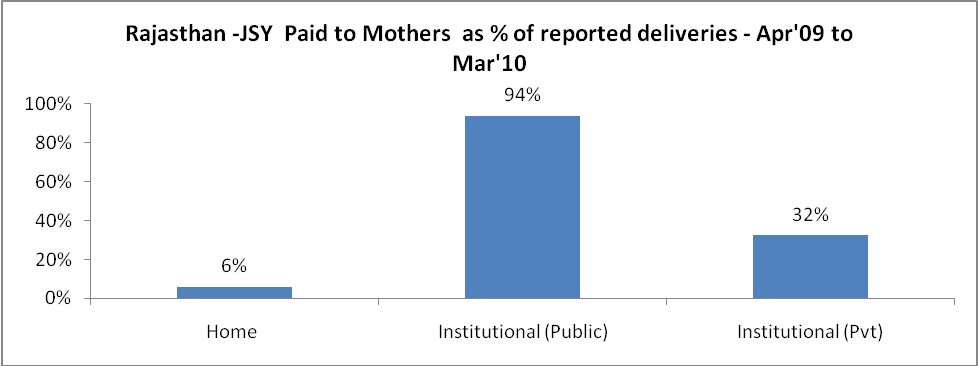 Rajasthan -JSY Paid to Mothers as % of reported deliveries - Apr'09 to
Mar'10
94%
100%
80%
60%
40%
20%
0%
32%
6%
Home
Institutional (Public)
Institutional (Pvt)